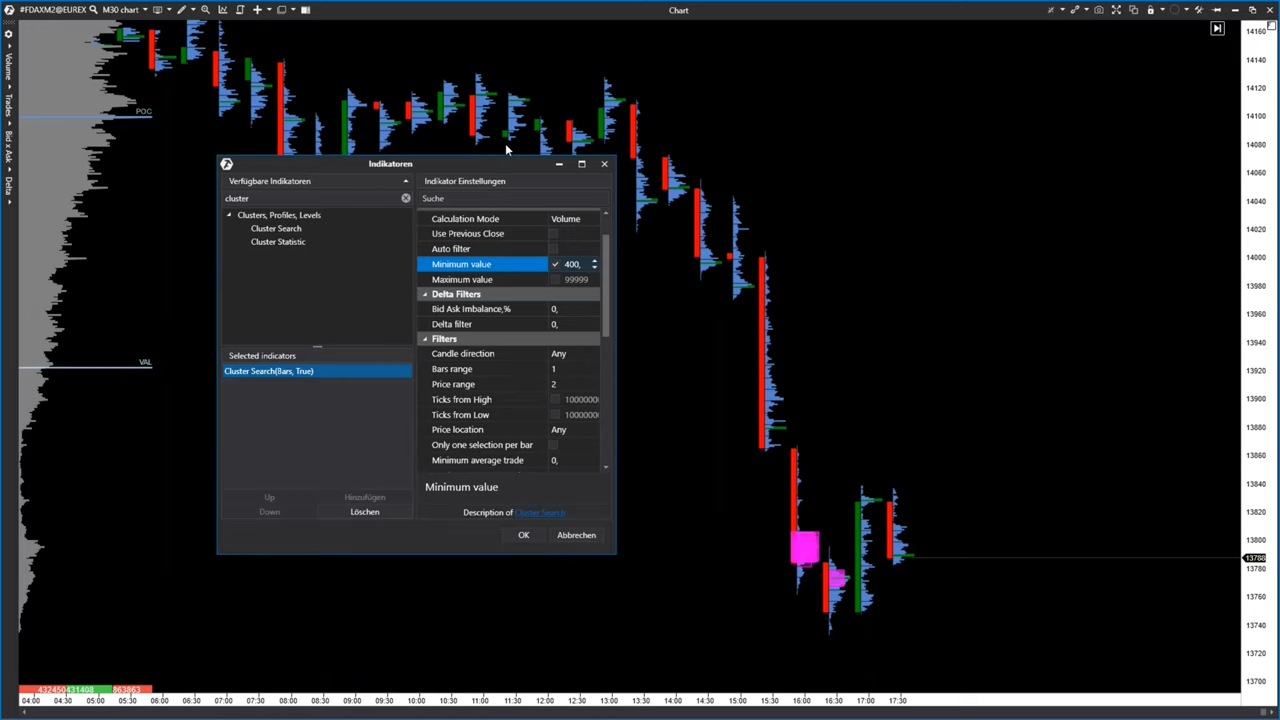 #FDAXM2@EUREX M30 chart Chart
Volume
Trades
Bid x Ask
Delta
POC
VAL
Indikatoren
Verfügbare Indikatoren
cluster
Clusters, Profiles, Levels
Cluster Search
Cluster Statistic
Selected indicators
Cluster Search(Bars, True)
Up Hinzufügen
Down Löschen
Indikator Einstellungen
Suche
Calculation Mode Volume
Use Previous Close
Auto filter
Minimum value 400,
Maximum value 99999
Delta Filters
Bid Ask Imbalance,% 0,
Delta filter 0,
Filters
Candle direction Any
Bars range 1
Price range 2
Ticks from High 1000000
Ticks from Low 1000000
Price location Any
Only one selection per bar
Minimum average trade 0,
Minimum value
Description of Cluster Search
OK Abbrechen
14160
14140
14120
14100
14080
14060
14040
14020
14000
13980
13960
13940
13920
13900
13880
13860
13840
13820
13800
13788
13780
13760
13740
13720
13700
432450 431408 863863
04:00 04:30 05:00 05:30 06:00 06:30 07:00 07:30 08:00 08:30 09:00 09:30 10:00 10:30 11:00 11:30 12:00 12:30 13:00 13:30 14:00 14:30 15:00 15:30 16:00 16:30 17:00 17:30